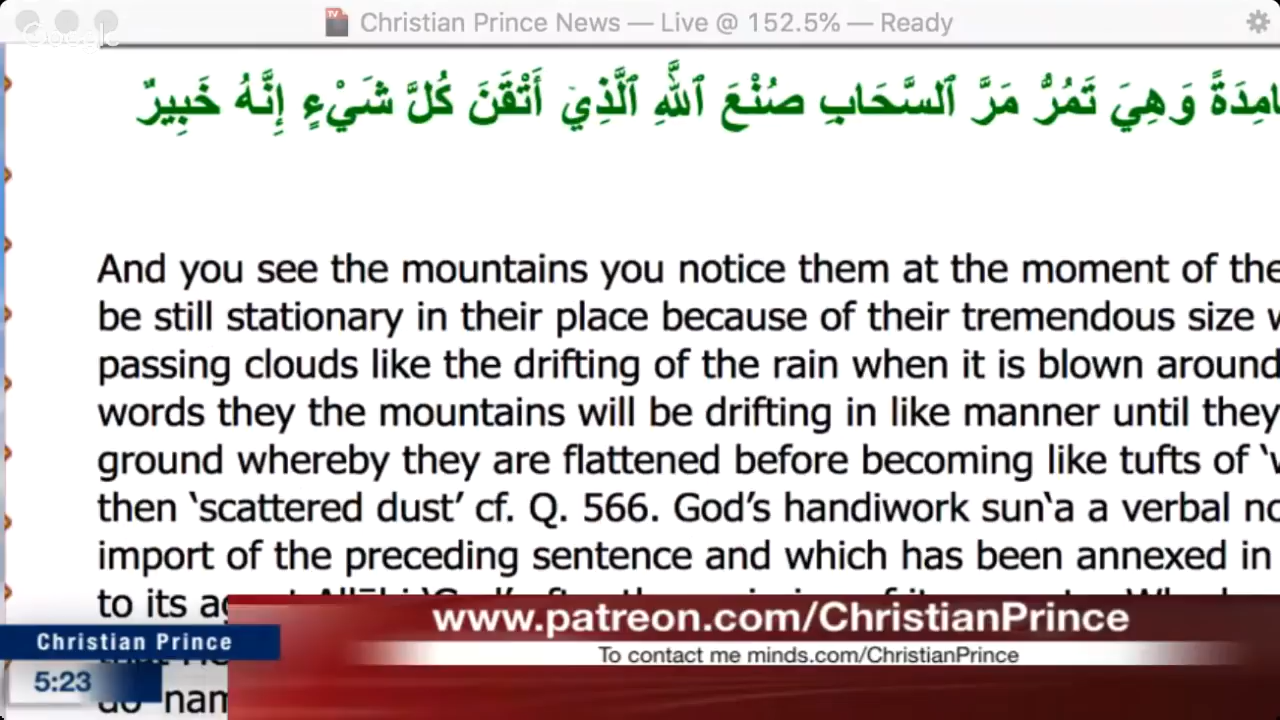 Christian Prince News — Live @ 152.5% — Ready
Google
وَهِيَ تَمُرُّ مَرَّ ٱلسَّحَابِ صُنْعَ ٱللَّهِ ٱلَّذِيۤ أَتْقَنَ كُلَّ شَيْءٍ إِنَّهُ خَبِيرٌ
And you see the mountains you notice them at the moment of the
be still stationary in their place because of their tremendous size
passing clouds like the drifting of the rain when it is blown around
words they the mountains will be drifting in like manner until they
ground whereby they are flattened before becoming like tufts of
then ‘scattered dust’ cf. Q. 566. God’s handiwork sun‘a a verbal
import of the preceding sentence and which has been annexed in
to its
www.patreon.com/ChristianPrince
Christian Prince
To contact me minds.com/ChristianPrince
5:23